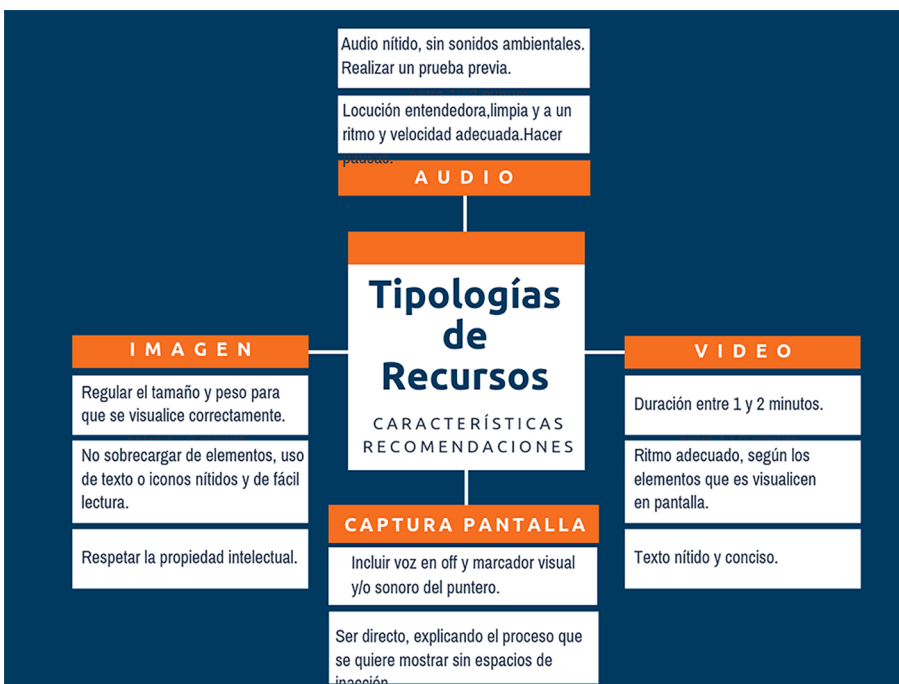 Audio nítido, sin sonidos ambientales.
Realizar un prueba previa.
Locución entendedora,limpia y a un
ritmo y velocidad adecuada.Hacer
AUDIO
Tipologías
de
Recursos
CARACTERÍSTICAS
RECOMENDACIONES
IMAGEN
Regular el tamaño y peso para
que se visualice correctamente.
No sobrecargar de elementos, uso
de texto o iconos nítidos y de fácil
lectura.
Respetar la propiedad intelectual.
VIDEO
Duración entre 1 y 2 minutos.
Ritmo adecuado, según los
elementos que es visualicen
en pantalla.
Texto nítido y conciso.
CAPTURA PANTALLA
Incluir voz en off y marcador visual
y/o sonoro del puntero.
Ser directo, explicando el proceso que
se quiere mostrar sin espacios de
inacción